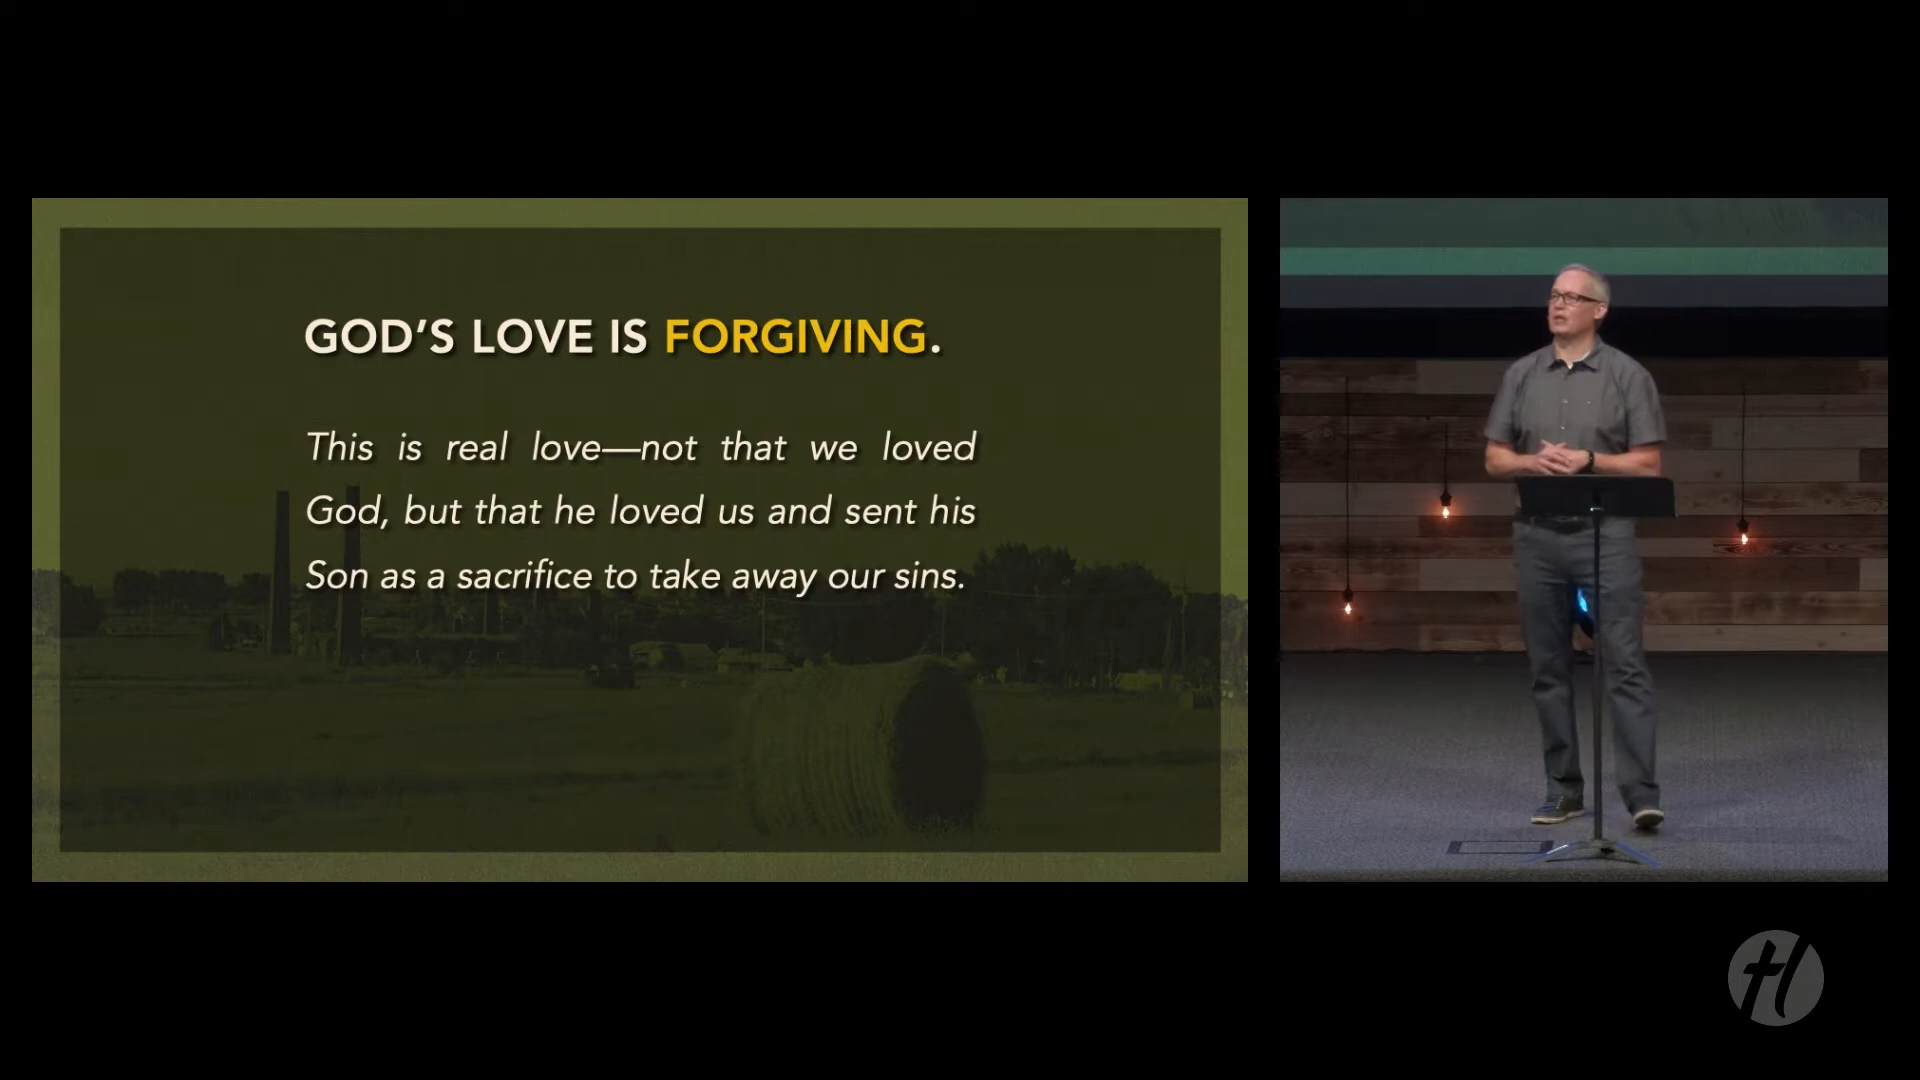 GOD'S LOVE IS FORGIVING.
This is real love—not that we loved
God, but that he loved us and sent his
Son as a sacrifice to take away our sins.